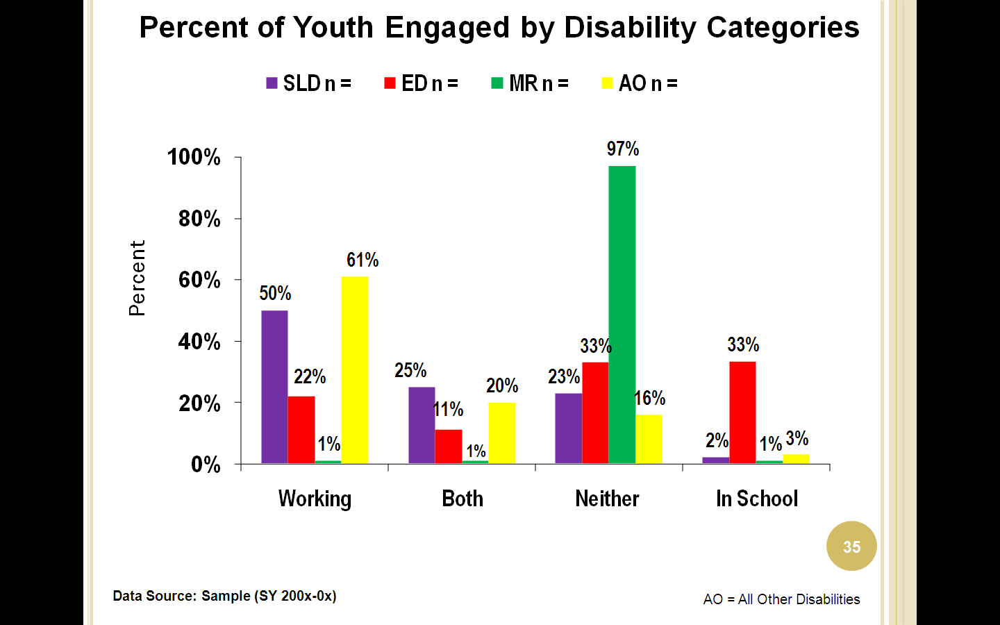 Percent of Youth Engaged by Disability Categories
SLD n = ED n = MR n = AO n =
Percent
100%
80%
60%
40%
20%
0%
50% 22% 1% 61%
25% 11% 1% 20%
23% 33% 97% 16%
2% 33% 1% 3%
Working Both Neither In School
35
Data Source: Sample (SY 200x-0x)
AO = All Other Disabilities